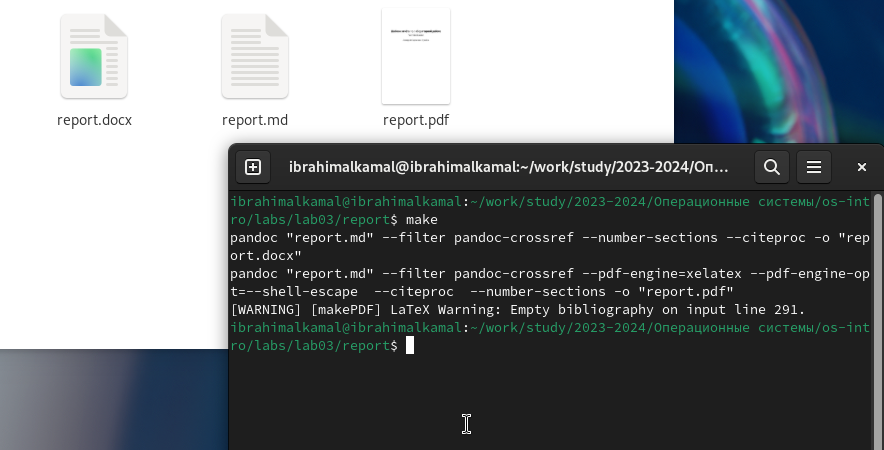 report.docx
report.md
report.pdf
ibrahimalkamal@ibrahimalkamal:~/work/study/2023-2024/Оп...
ibrahimalkamal@ibrahimalkamal:~/work/study/2023-2024/Операционные системы/os-int
ro/labs/lab03/report$ make
pandoc "report.md" --filter pandoc-crossref --number-sections --citeproc -o "rep
ort.docx"
pandoc "report.md" --filter pandoc-crossref --pdf-engine=xelatex --pdf-engine-op
t=--shell-escape  --citeproc  --number-sections -o "report.pdf"
[WARNING] [makePDF] LaTeX Warning: Empty bibliography on input line 291.
ibrahimalkamal@ibrahimalkamal:~/work/study/2023-2024/Операционные системы/os-int
ro/labs/lab03/report$